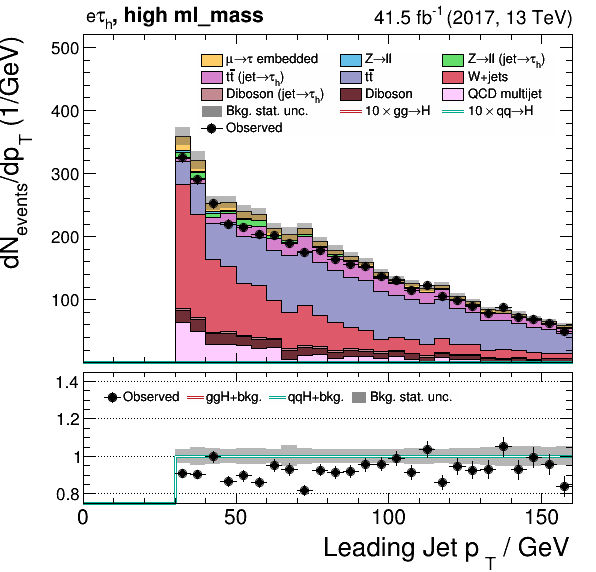 eτh, high ml_mass
41.5 fb-1 (2017, 13 TeV)
dNevents/dpT (1/GeV)
500
400
300
200
100
μ→τ embedded
Z→ll
Z→ll (jet→τh)
tt̄ (jet→τh)
tt̄
W+jets
Diboson (jet→τh)
Diboson
QCD multijet
Bkg. stat. unc.
10 × gg→H
10 × qq→H
Observed
1.4
1.2
1
0.8
Observed
ggH+bkg.
qqH+bkg.
Bkg. stat. unc.
0
50
100
150
Leading Jet pT / GeV